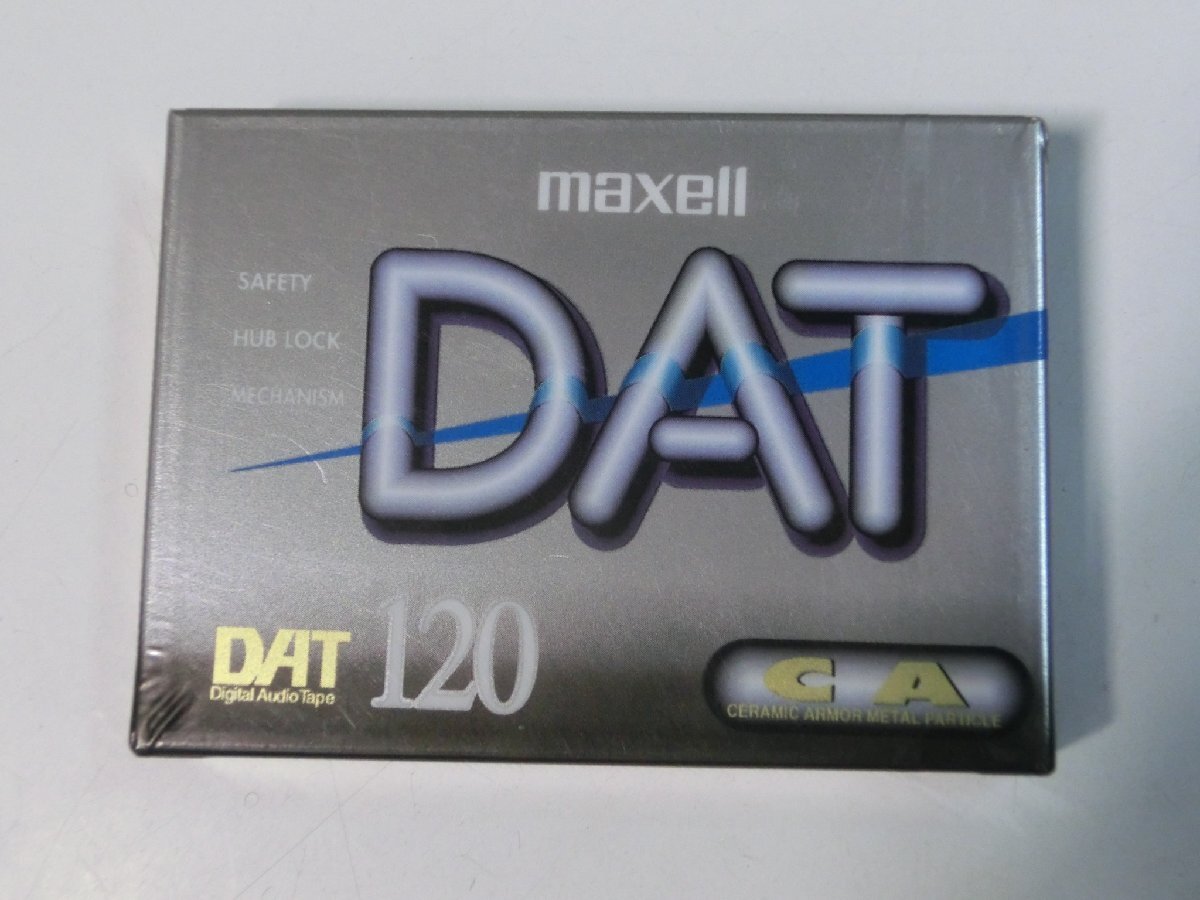 maxell
DAT
SAFETY
HUB LOCK
MECHANISM
DAT
Digital Audio Tape
120
CA
CERAMIC ARMOR METAL PARTICLE